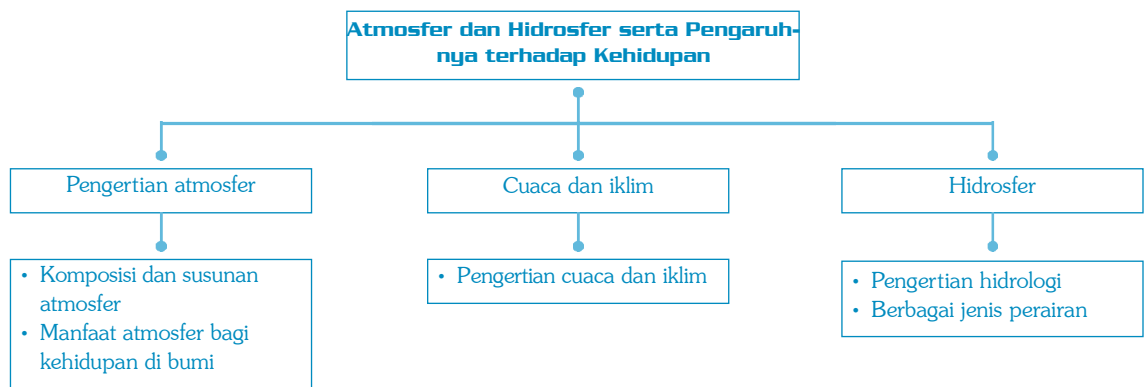 Atmosfer dan Hidrosfer serta Pengaruh-
nya terhadap Kehidupan
Pengertian atmosfer
Cuaca dan iklim
Hidrosfer
• Komposisi dan susunan
atmosfer
• Manfaat atmosfer bagi
kehidupan di bumi
• Pengertian cuaca dan iklim
• Pengertian hidrologi
• Berbagai jenis perairan